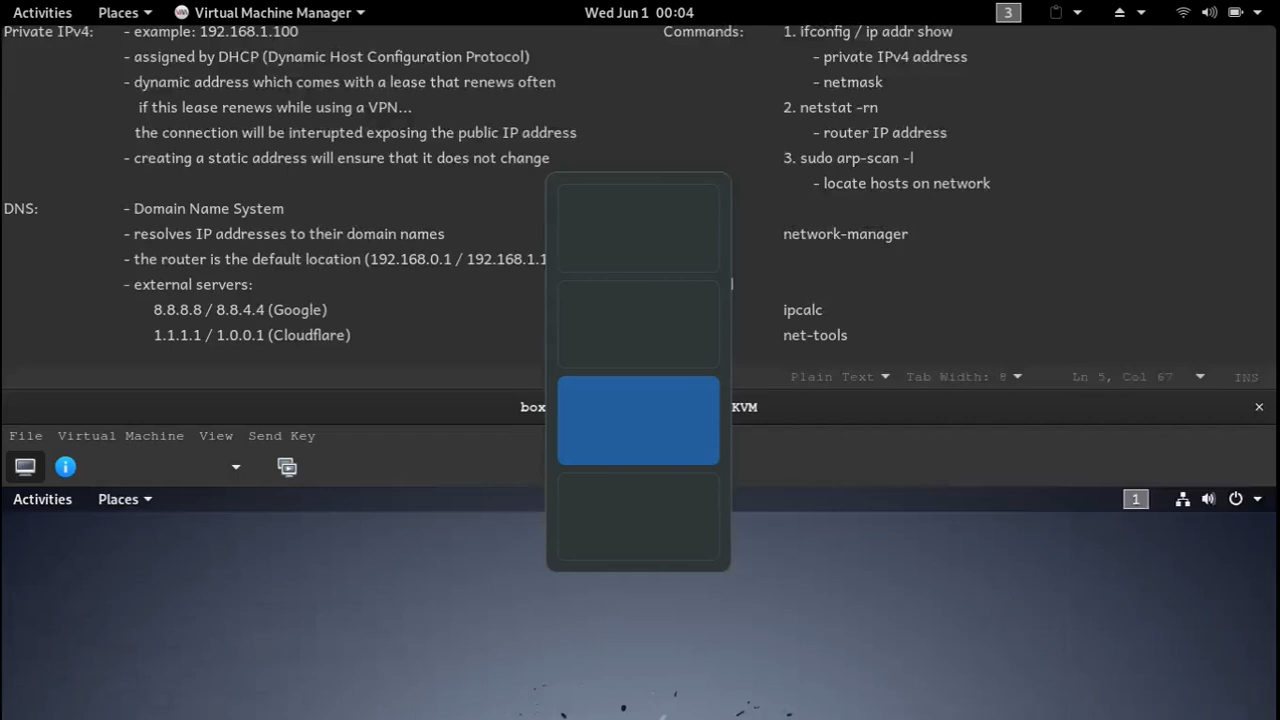 Activities Places Virtual Machine Manager Wed Jun 1 00:04 3
Private IPv4: - example: 192.168.1.100
- assigned by DHCP (Dynamic Host Configuration Protocol)
- dynamic address which comes with a lease that renews often
if this lease renews while using a VPN...
the connection will be interupted exposing the public IP address
- creating a static address will ensure that it does not change
DNS: - Domain Name System
- resolves IP addresses to their domain names
- the router is the default location (192.168.0.1 / 192.168.1.1
- external servers:
8.8.8.8 / 8.8.4.4 (Google)
1.1.1.1 / 1.0.0.1 (Cloudflare)
Commands: 1. ifconfig / ip addr show
- private IPv4 address
- netmask
2. netstat -rn
- router IP address
3. sudo arp-scan -l
- locate hosts on network
network-manager
ipcalc
net-tools
Plain Text Tab Width: 8 Ln 5, Col 67 INS
box KVM
File Virtual Machine View Send Key
Activities Places 1